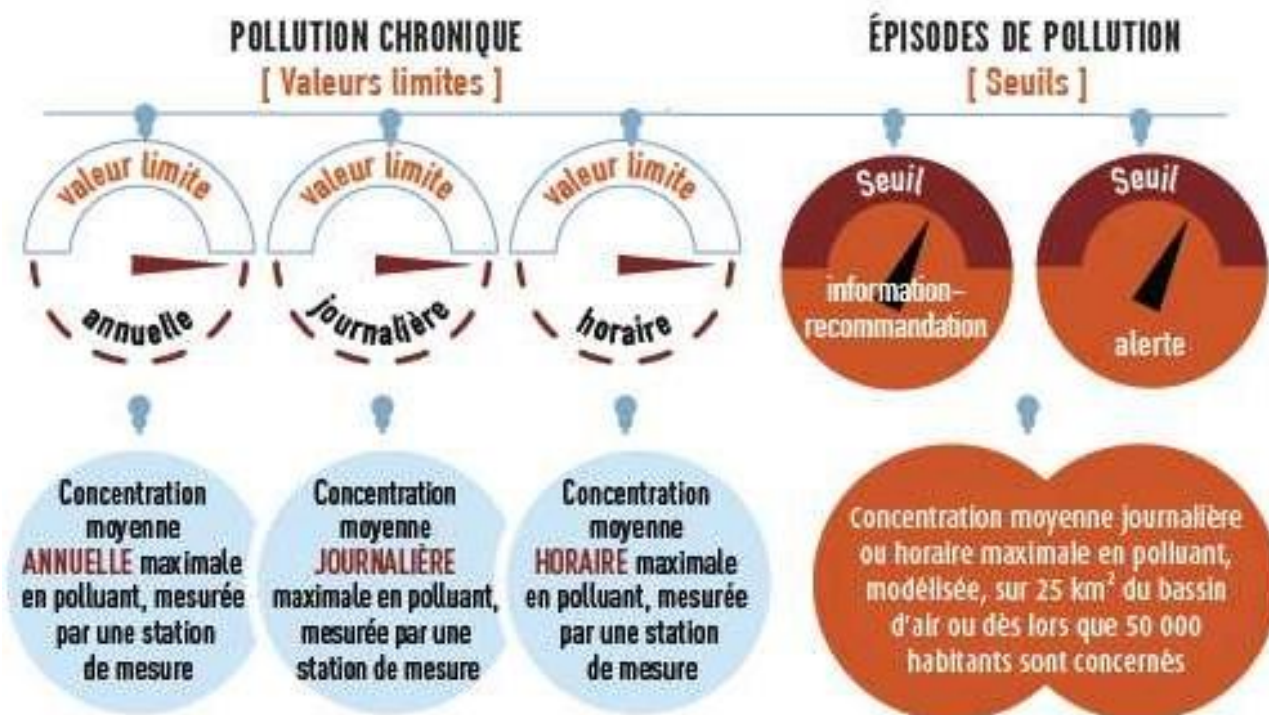 POLLUTION CHRONIQUE
[ Valeurs limites ]
ÉPISODES DE POLLUTION
[ Seuils ]
valeur limite
annuelle
valeur limite
journalière
valeur limite
horaire
Seuil
information-
recommandation
Seuil
alerte
Concentration
moyenne
ANNUELLE maximale
en polluant, mesurée
par une station
de mesure
Concentration
moyenne
JOURNALIÈRE
maximale en polluant,
mesurée par une
station de mesure
Concentration
moyenne
HORAIRE maximale
en polluant, mesurée
par une station
de mesure
Concentration moyenne journalière
ou horaire maximale en polluant,
modélisée, sur 25 km² du bassin
d'air ou dès lors que 50 000
habitants sont concernés